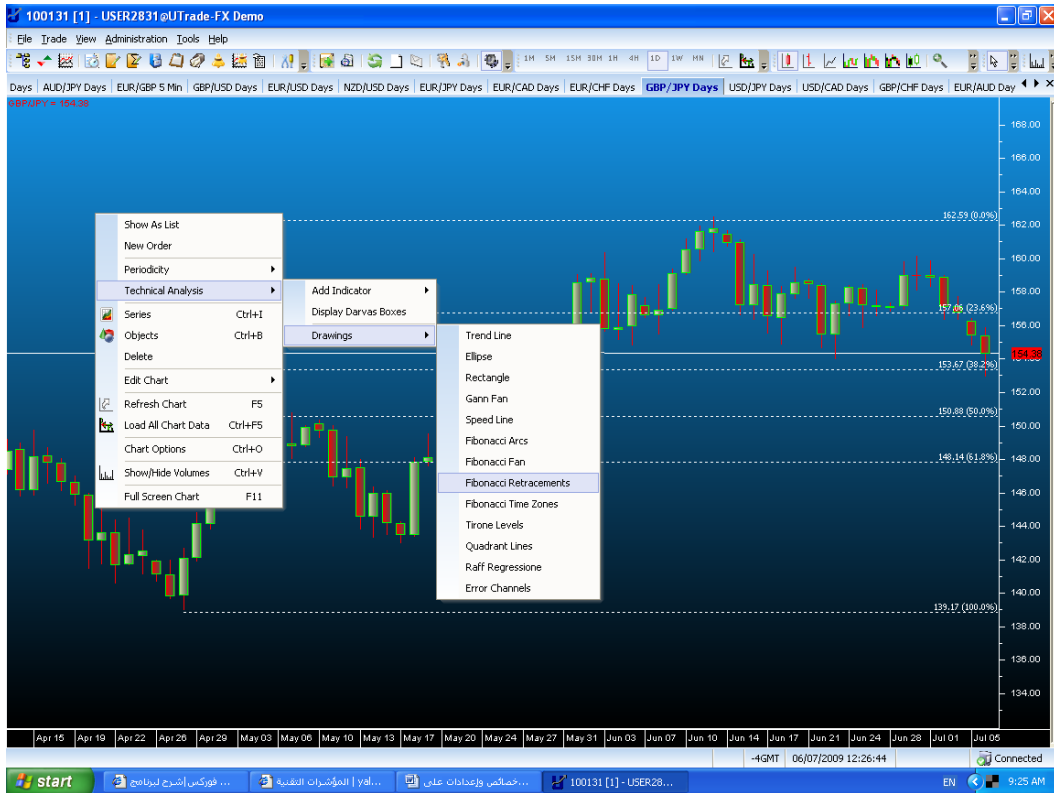 100131 [1] - USER2831@UTrade-FX Demo
File Trade View Administration Tools Help
1M 5M 15M 30M 1H 4H 1D 1W MN
Days AUD/JPY Days EUR/GBP 5 Min GBP/USD Days EUR/USD Days NZD/USD Days EUR/JPY Days EUR/CAD Days EUR/CHF Days GBP/JPY Days USD/JPY Days USD/CAD Days GBP/CHF Days EUR/AUD Day
GBP/JPY = 154.38
168.00
166.00
164.00
162.59 (0.0%)
162.00
160.00
158.00
157.06 (23.6%)
156.00
154.38
153.67 (38.2%)
152.00
150.88 (50.0%)
150.00
148.14 (61.8%)
148.00
146.00
144.00
142.00
140.00
139.17 (100.0%)
138.00
136.00
134.00
Show As List
New Order
Periodicity
Technical Analysis
Series Ctrl+I
Objects Ctrl+B
Delete
Edit Chart
Refresh Chart F5
Load All Chart Data Ctrl+F5
Chart Options Ctrl+O
Show/Hide Volumes Ctrl+V
Full Screen Chart F11
Add Indicator
Display Darvas Boxes
Drawings
Trend Line
Ellipse
Rectangle
Gann Fan
Speed Line
Fibonacci Arcs
Fibonacci Fan
Fibonacci Retracements
Fibonacci Time Zones
Tirone Levels
Quadrant Lines
Raff Regressione
Error Channels
Apr 15 Apr 19 Apr 22 Apr 26 Apr 29 May 03 May 06 May 10 May 13 May 17 May 20 May 24 May 27 May 31 Jun 03 Jun 07 Jun 10 Jun 14 Jun 17 Jun 21 Jun 24 Jun 28 Jul 01 Jul 05
-4GMT 06/07/2009 12:26:44 Connected
start
فوركس|شرح لبرنامج ...
المؤشرات التقنية | yal...
خصائص وإعدادات على...
100131 [1] - USER28...
EN 9:25 AM